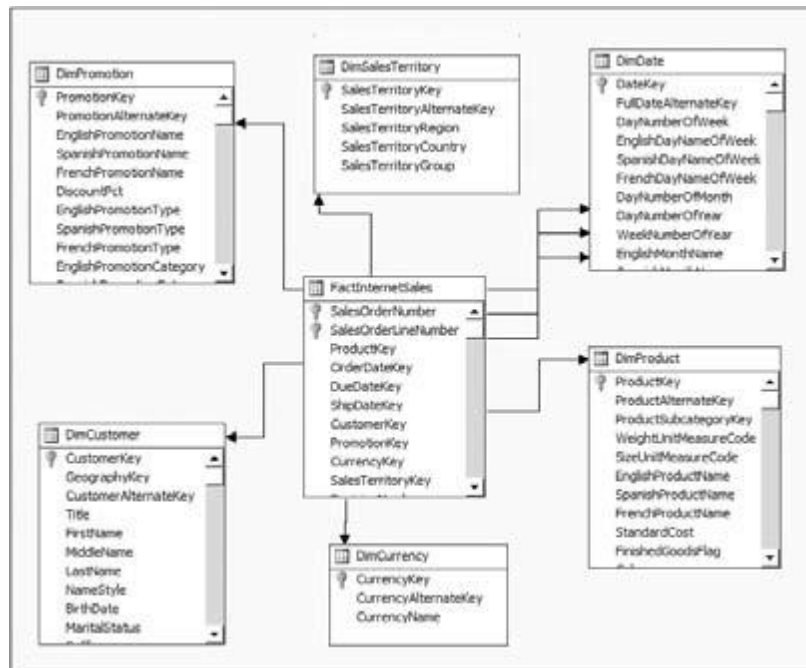 DimPromotion
PromotionKey
PromotionAlternateKey
EnglishPromotionName
SpanishPromotionName
FrenchPromotionName
DiscountPct
EnglishPromotionType
SpanishPromotionType
FrenchPromotionType
EnglishPromotionCategory
DimSalesTerritory
SalesTerritoryKey
SalesTerritoryAlternateKey
SalesTerritoryRegion
SalesTerritoryCountry
SalesTerritoryGroup
DimDate
DateKey
FullDateAlternateKey
DayNumberOfWeek
EnglishDayNameOfWeek
SpanishDayNameOfWeek
FrenchDayNameOfWeek
DayNumberOfMonth
DayNumberOfYear
WeekNumberOfYear
EnglishMonthName
FactInternetSales
SalesOrderNumber
SalesOrderLineNumber
ProductKey
OrderDateKey
DueDateKey
ShipDateKey
CustomerKey
PromotionKey
CurrencyKey
SalesTerritoryKey
DimProduct
ProductKey
ProductAlternateKey
ProductSubcategoryKey
WeightUnitMeasureCode
SizeUnitMeasureCode
EnglishProductName
SpanishProductName
FrenchProductName
StandardCost
FinishedGoodsFlag
DimCustomer
CustomerKey
GeographyKey
CustomerAlternateKey
Title
FirstName
MiddleName
LastName
NameStyle
BirthDate
MaritalStatus
DimCurrency
CurrencyKey
CurrencyAlternateKey
CurrencyName